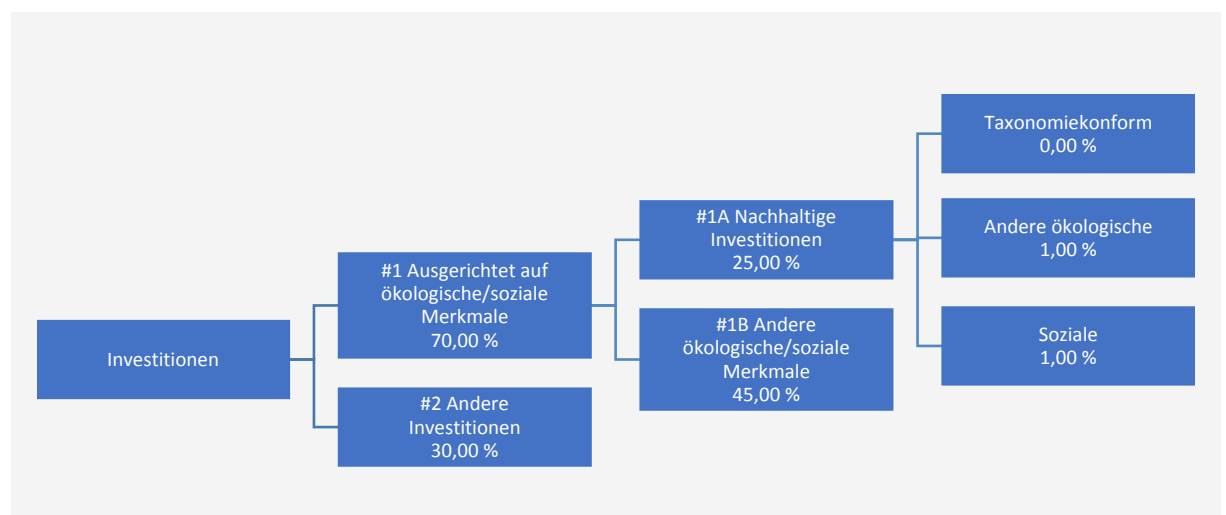 Investitionen
#1 Ausgerichtet auf
ökologische/soziale
Merkmale
70,00 %
#2 Andere
Investitionen
30,00 %
#1A Nachhaltige
Investitionen
25,00 %
#1B Andere
ökologische/soziale
Merkmale
45,00 %
Taxonomiekonform
0,00 %
Andere ökologische
1,00 %
Soziale
1,00 %